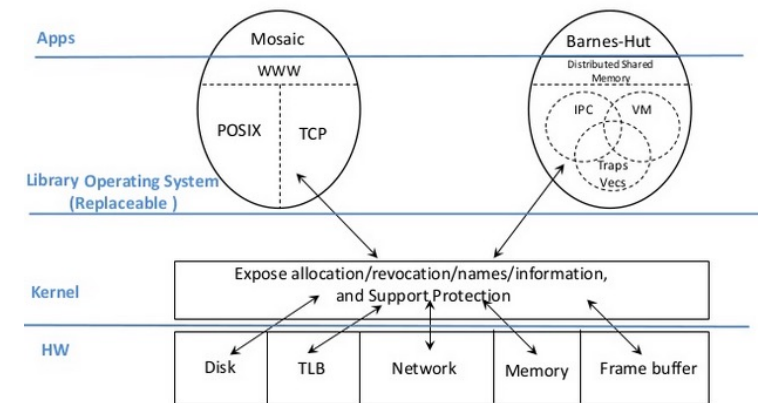 Apps
Mosaic
Barnes-Hut
WWW
Distributed Shared
Memory
POSIX
TCP
IPC
VM
Traps
Vecs
Library Operating System
(Replaceable )
Kernel
Expose allocation/revocation/names/information,
and Support Protection
HW
Disk
TLB
Network
Memory
Frame buffer